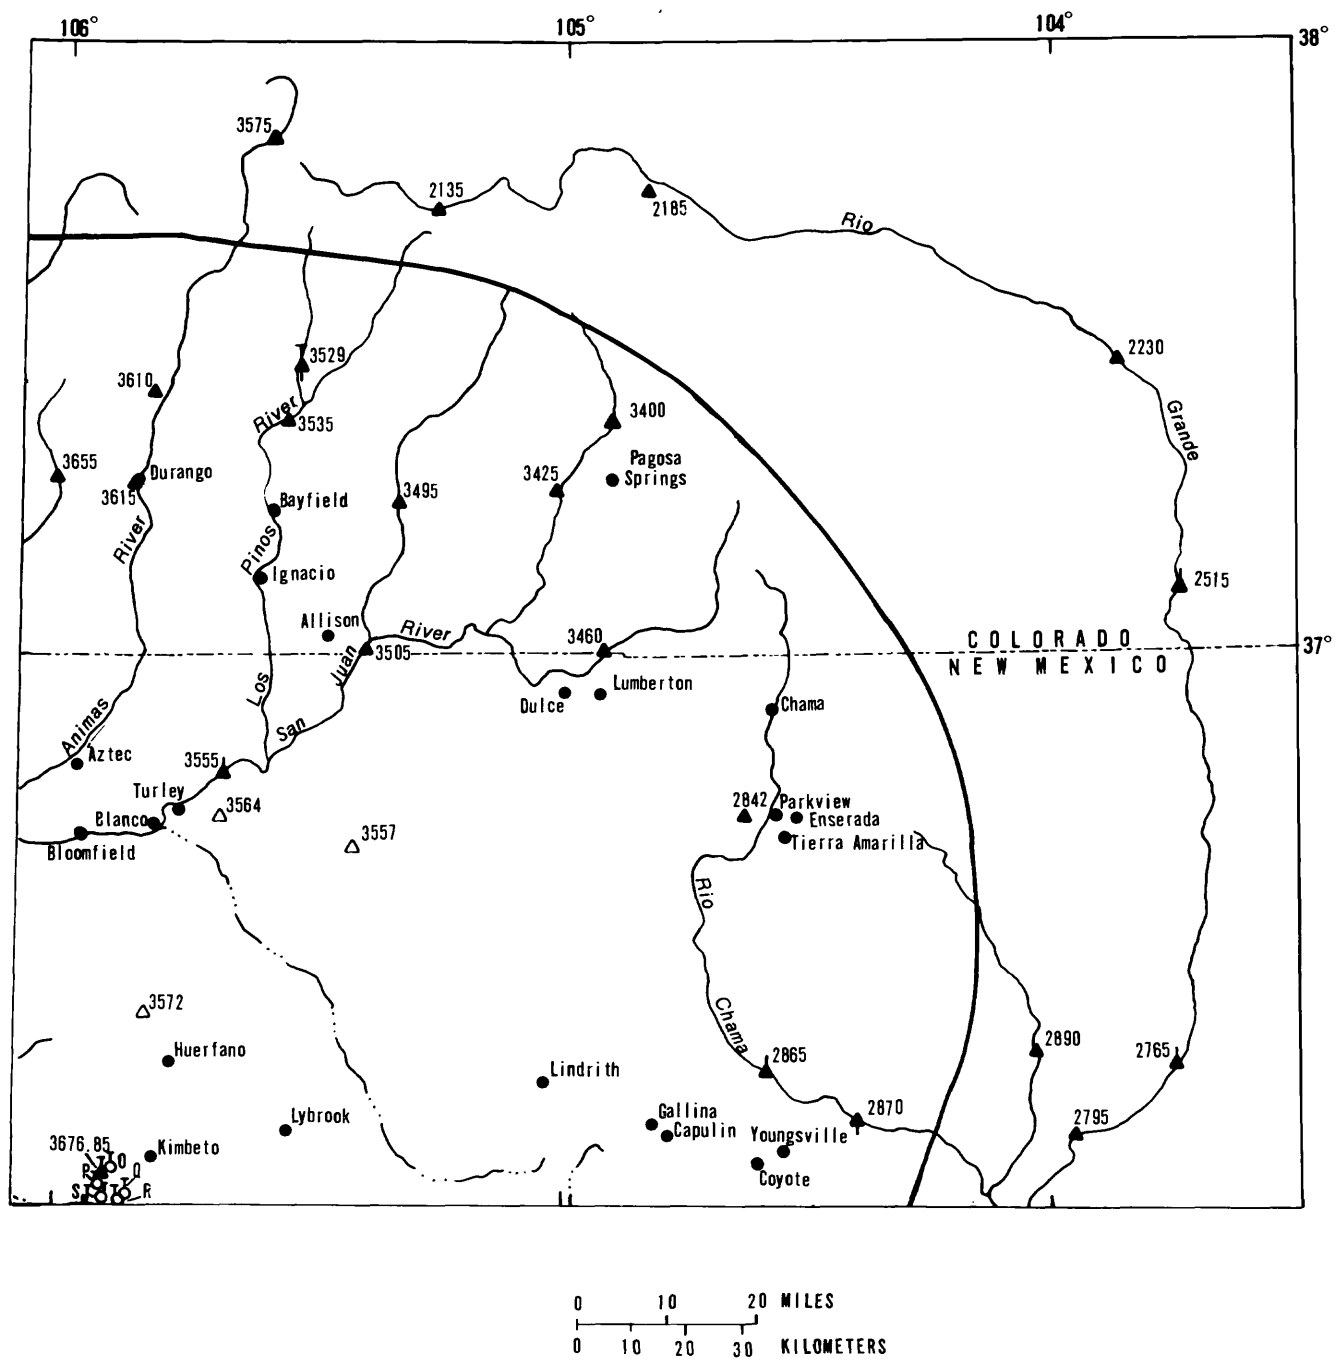 106°
105°
104°
38°
3575
2135
2185
Rio
3529
2230
3610
River
3535
3400
Grande
3655
Durango
3615
Pagosa
Springs
3425
3495
Bayfield
River
Pinos
Ignacio
2515
Allison
River
3460
COLORADO
37°
3505
NEW MEXICO
Juan
Lumberton
Dulce
Los
Chama
San
Animas
Aztec
3555
Turley
3564
2842
Parkview
Blanco
Enserada
3557
Bloomfield
Tierra Amarilla
Rio
3572
Chama
Huerfano
2865
2890
2765
Lindrith
Lybrook
Gallina
2870
2795
Capulin
Youngsville
3676.85
Kimbeto
O
P
Q
Coyote
S
R
0 10 20 MILES
0 10 20 30 KILOMETERS